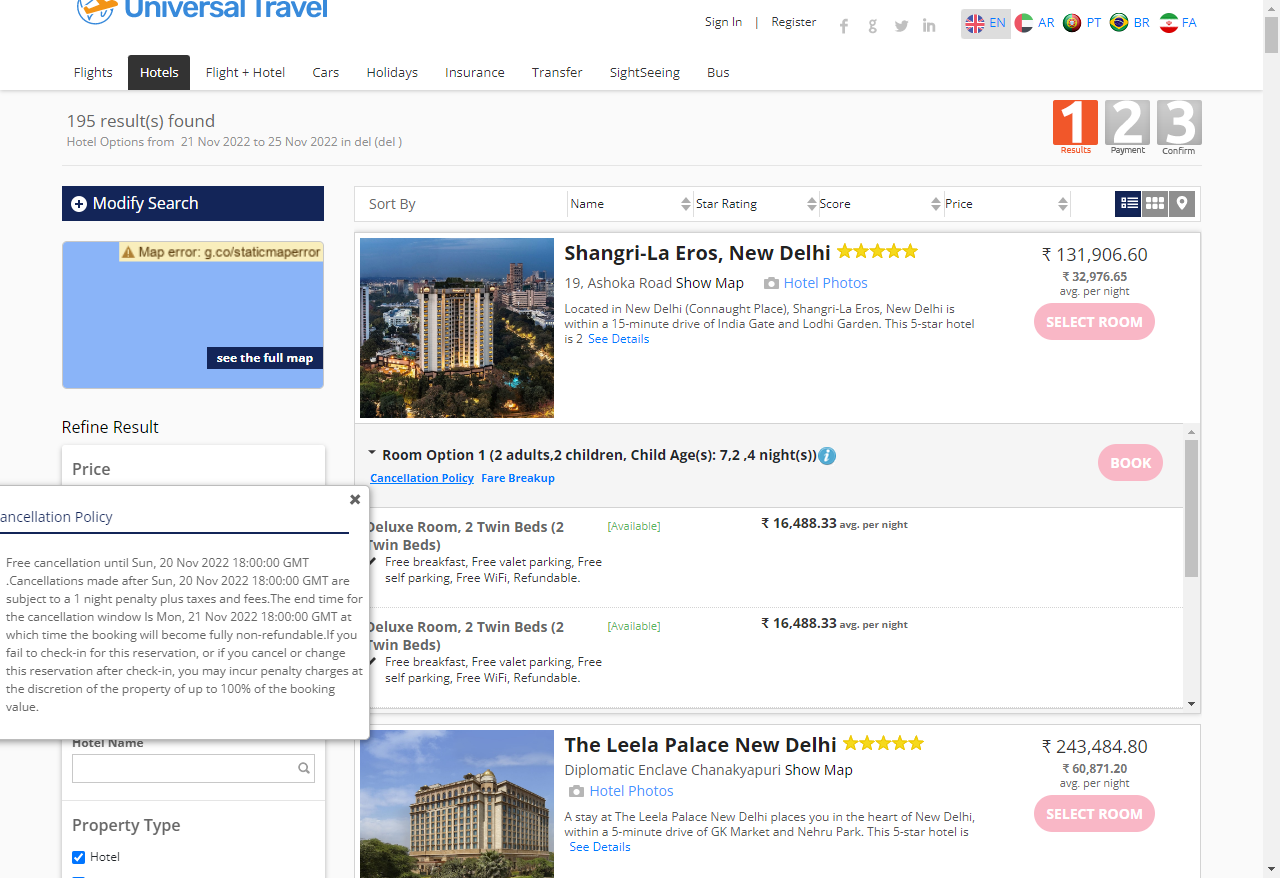 Universal Travel
Sign In | Register
EN AR PT BR FA
Flights Hotels Flight + Hotel Cars Holidays Insurance Transfer SightSeeing Bus
195 result(s) found
Hotel Options from 21 Nov 2022 to 25 Nov 2022 in del (del )
1 2 3
Results Payment Confirm
Modify Search
Sort By Name Star Rating Score Price
Map error: g.co/staticmaperror
see the full map
Shangri-La Eros, New Delhi
19, Ashoka Road Show Map Hotel Photos
Located in New Delhi (Connaught Place), Shangri-La Eros, New Delhi is
within a 15-minute drive of India Gate and Lodhi Garden. This 5-star hotel
is 2 See Details
₹ 131,906.60
₹ 32,976.65
avg. per night
SELECT ROOM
Refine Result
Price
Room Option 1 (2 adults,2 children, Child Age(s): 7,2 ,4 night(s))
Cancellation Policy Fare Breakup
BOOK
ancellation Policy
Free cancellation until Sun, 20 Nov 2022 18:00:00 GMT
.Cancellations made after Sun, 20 Nov 2022 18:00:00 GMT are
subject to a 1 night penalty plus taxes and fees.The end time for
the cancellation window Is Mon, 21 Nov 2022 18:00:00 GMT at
which time the booking will become fully non-refundable.If you
fail to check-in for this reservation, or if you cancel or change
this reservation after check-in, you may incur penalty charges at
the discretion of the property of up to 100% of the booking
value.
Deluxe Room, 2 Twin Beds (2
Twin Beds)
[Available]
₹ 16,488.33 avg. per night
Free breakfast, Free valet parking, Free
self parking, Free WiFi, Refundable.
Deluxe Room, 2 Twin Beds (2
Twin Beds)
[Available]
₹ 16,488.33 avg. per night
Free breakfast, Free valet parking, Free
self parking, Free WiFi, Refundable.
Hotel Name
Property Type
Hotel
The Leela Palace New Delhi
Diplomatic Enclave Chanakyapuri Show Map
Hotel Photos
A stay at The Leela Palace New Delhi places you in the heart of New Delhi,
within a 5-minute drive of GK Market and Nehru Park. This 5-star hotel is
See Details
₹ 243,484.80
₹ 60,871.20
avg. per night
SELECT ROOM